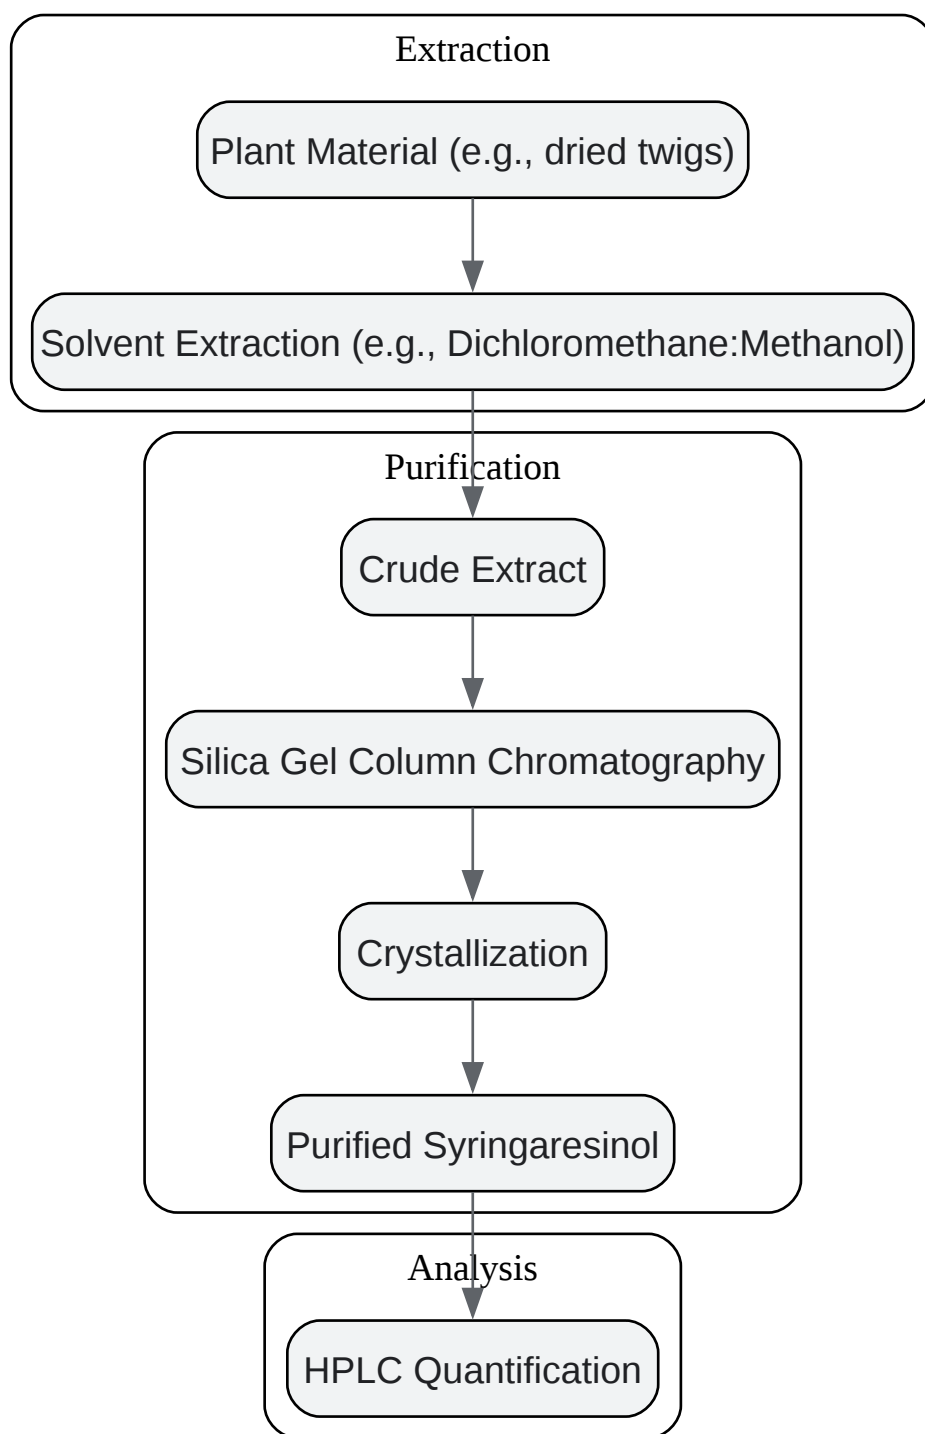 Extraction
Plant Material (e.g., dried twigs)
Solvent Extraction (e.g., Dichloromethane:Methanol)
Purification
Crude Extract
Silica Gel Column Chromatography
Crystallization
Purified Syringaresinol
Analysis
HPLC Quantification